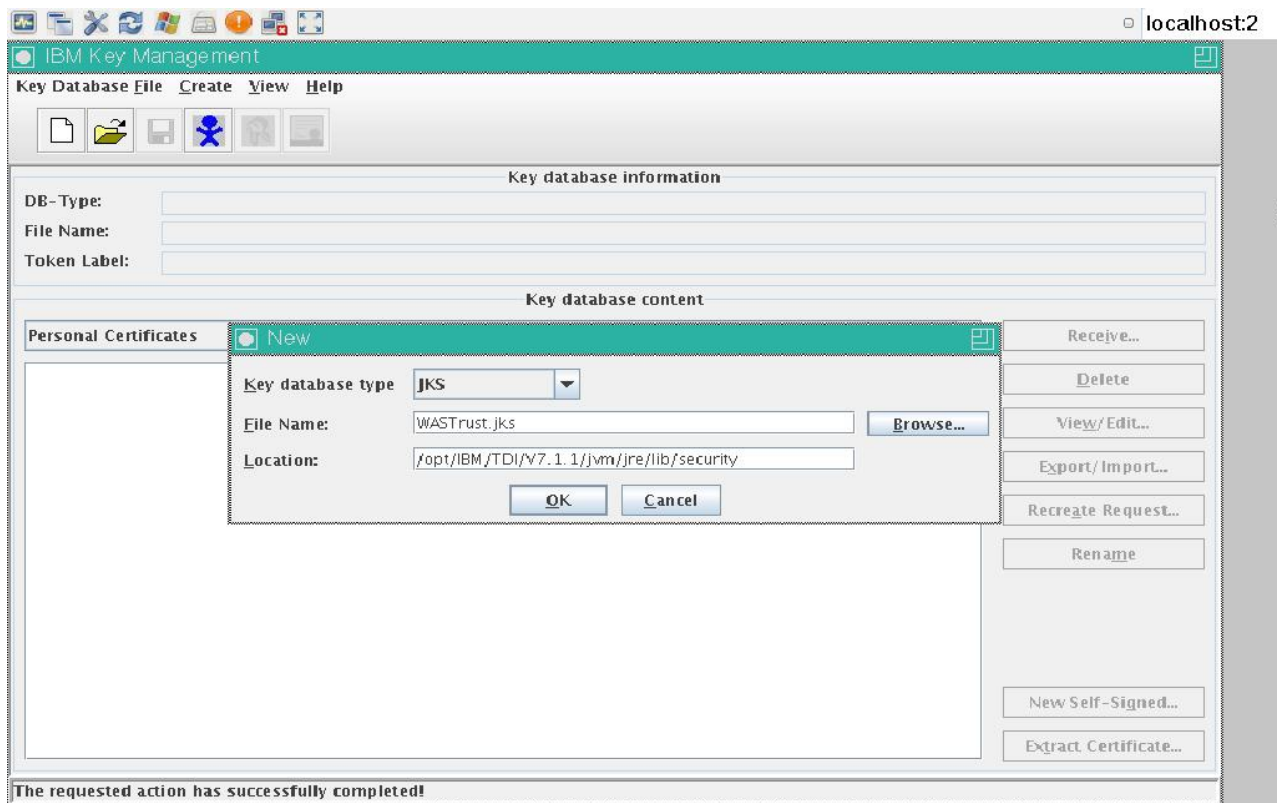 localhost:2
IBM Key Management
Key Database File Create View Help
Key database information
DB-Type:
File Name:
Token Label:
Key database content
Personal Certificates
New
Key database type JKS
File Name: WASTrust.jks Browse...
Location: /opt/IBM/TDI/V7.1.1/jvm/jre/lib/security
OK Cancel
Receive...
Delete
View/Edit...
Export/Import...
Recreate Request...
Rename
New Self-Signed...
Extract Certificate...
The requested action has successfully completed!